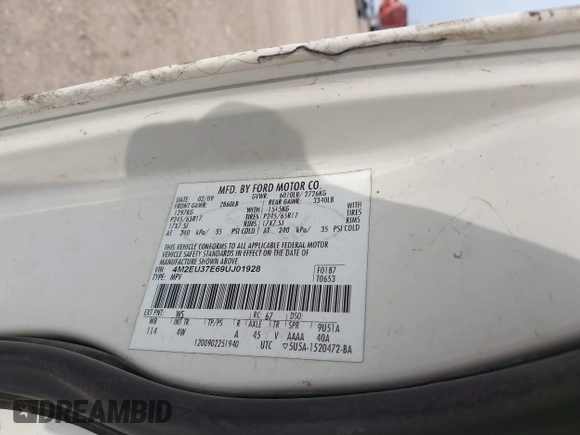 MFD. BY FORD MOTOR CO.
DATE: 02/09 GVWR: 6010LB/ 2726KG
FRONT GAWR: 2860LB REAR GAWR: 3340LB
1297KG WITH 1515KG WITH
P245/65R17 TIRES P245/65R17 TIRES
17X7.5J RIMS 17X7.5J RIMS
AT 240 kPa/ 35 PSI COLD AT 240 kPa/ 35 PSI COLD
THIS VEHICLE CONFORMS TO ALL APPLICABLE FEDERAL MOTOR
VEHICLE SAFETY STANDARDS IN EFFECT ON THE DATE OF
MANUFACTURE SHOWN ABOVE.
VIN: 4M2EU37E69UJ01928
TYPE: MPV
F0187
T0653
EXT PNT: WS RC: 67 DSO:
WB INT TR TP/PS R AXLE TR SPR 9U51A
114 4W A 45 V AAAA 40A
1200902251940 UTC ▽5U5A-1520472-BA
DREAMBID